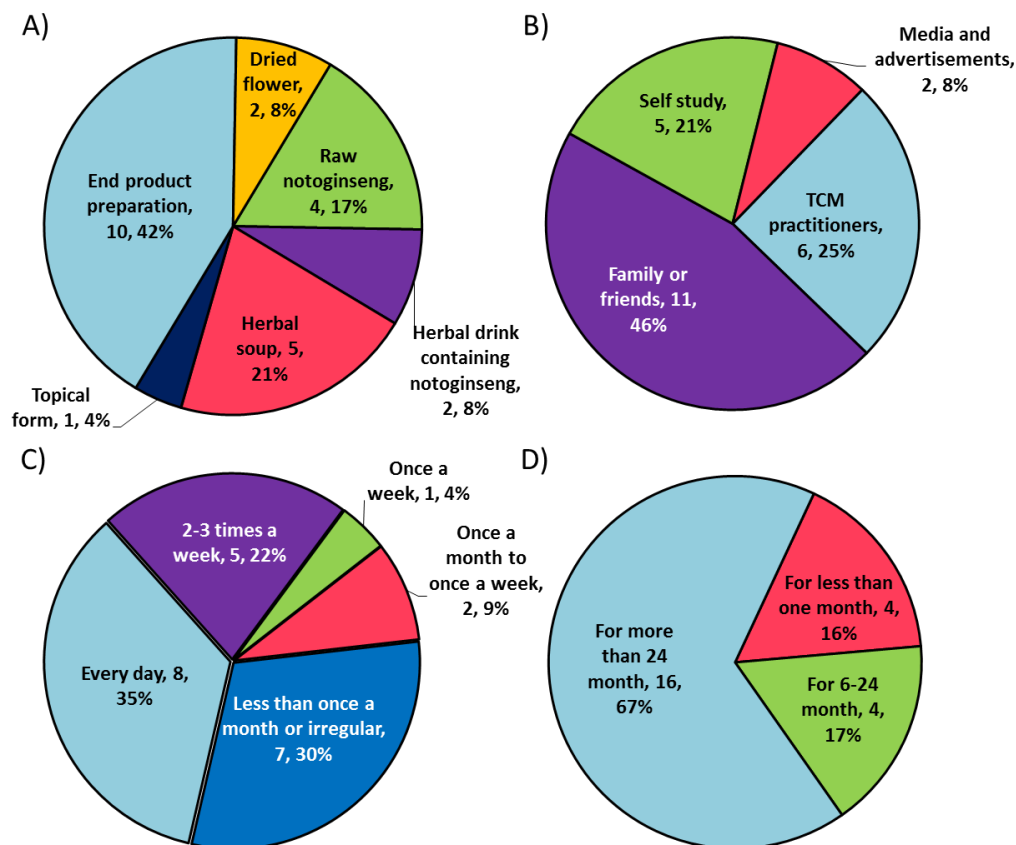 A)
Dried
flower,
2, 8%
Raw
notoginseng,
4, 17%
End product
preparation,
10, 42%
Herbal
soup, 5,
21%
Herbal drink
containing
notoginseng,
2, 8%
Topical
form, 1, 4%
B)
Media and
advertisements,
2, 8%
Self study,
5, 21%
TCM
practitioners,
6, 25%
Family or
friends, 11,
46%
C)
Once a
week, 1, 4%
2-3 times a
week, 5, 22%
Once a
month to
once a week,
2, 9%
Every day, 8,
35%
Less than once a
month or irregular,
7, 30%
D)
For less than
one month, 4,
16%
For more
than 24
month, 16,
67%
For 6-24
month, 4,
17%